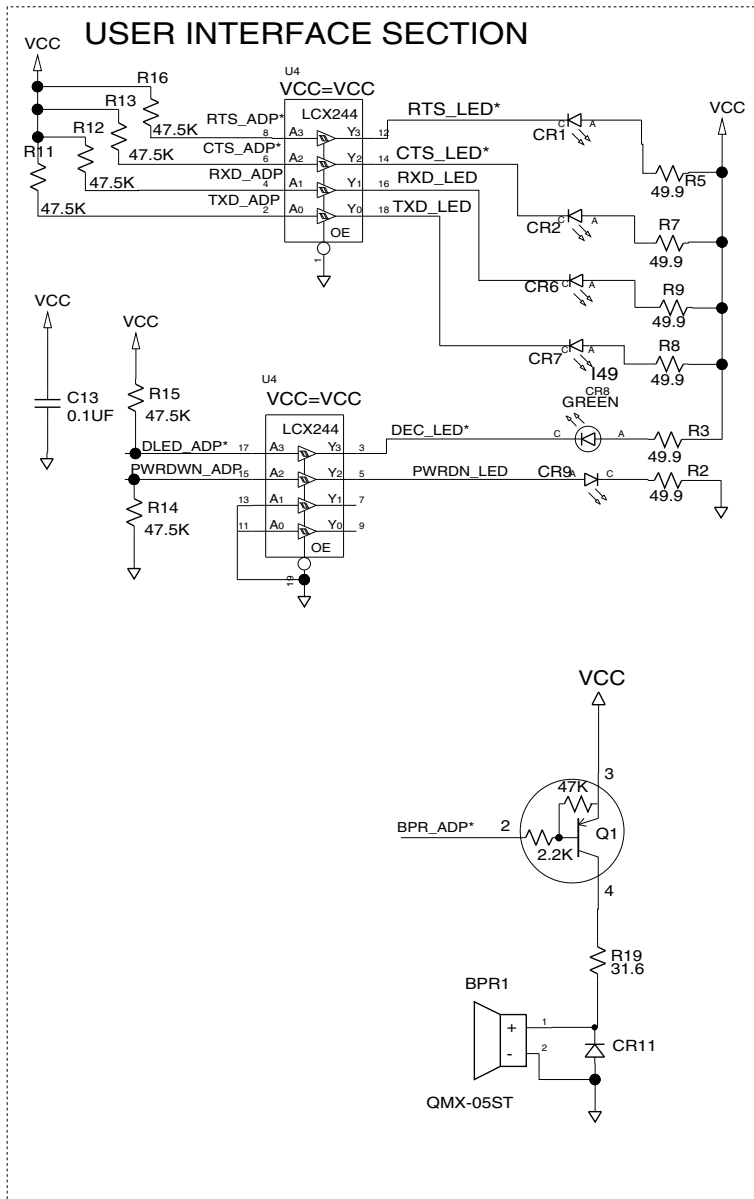 USER INTERFACE SECTION
VCC
R16
R13
R12
R11
47.5K
47.5K
47.5K
47.5K
RTS_ADP*
CTS_ADP*
RXD_ADP
TXD_ADP
8
6
4
2
U4
VCC=VCC
LCX244
A3 Y3
A2 Y2
A1 Y1
A0 Y0
OE
1
12
14
16
18
RTS_LED*
CTS_LED*
RXD_LED
TXD_LED
C A
CR1
C A
CR2
C A
CR6
C A
CR7
I49
VCC
R5
49.9
R7
49.9
R9
49.9
R8
49.9
VCC
C13
0.1UF
VCC
R15
47.5K
DLED_ADP*
PWRDWN_ADP
R14
47.5K
17
15
13
11
U4
VCC=VCC
LCX244
A3 Y3
A2 Y2
A1 Y1
A0 Y0
OE
19
3
5
7
9
DEC_LED*
PWRDN_LED
CR8
GREEN
C A
R3
49.9
CR9
A C
R2
49.9
VCC
3
47K
BPR_ADP*
2
Q1
2.2K
4
R19
31.6
BPR1
+ 1
- 2
CR11
QMX-05ST